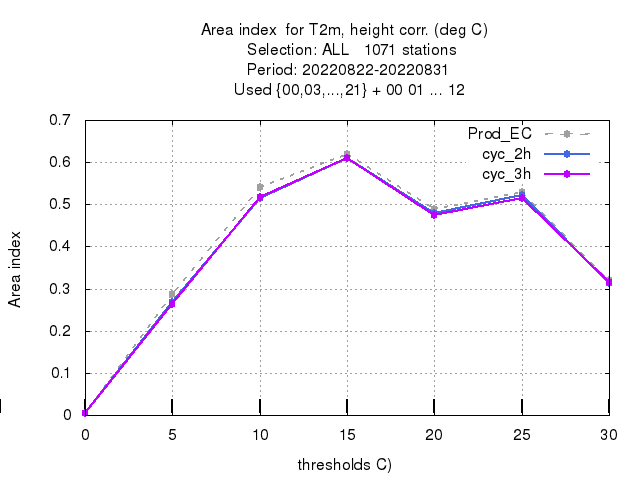 Area index  for T2m, height corr. (deg C)
Selection: ALL   1071 stations
Period: 20220822-20220831
Used {00,03,...,21} + 00 01 ... 12
Prod_EC
cyc_2h
cyc_3h
Area index
0.7
0.6
0.5
0.4
0.3
0.2
0.1
0
0 5 10 15 20 25 30
thresholds C)